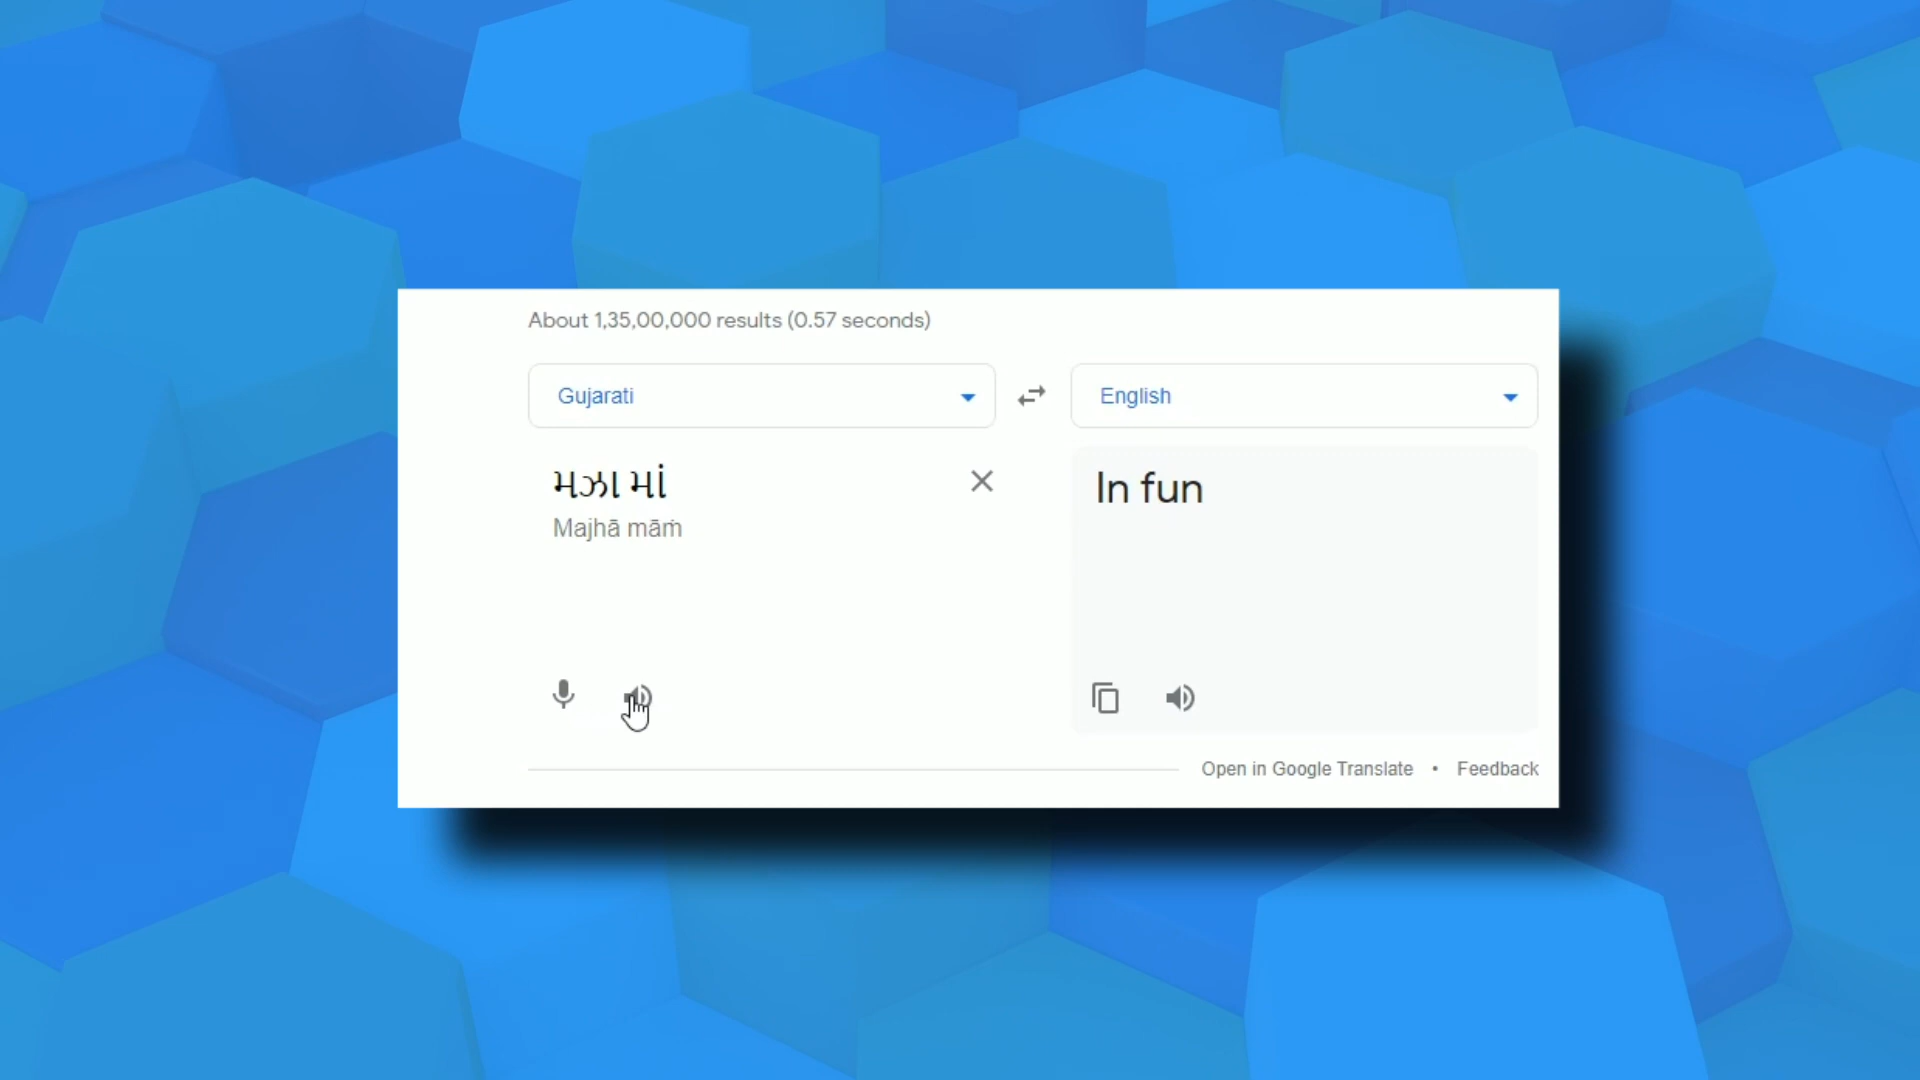 About 1,35,00,000 results (0.57 seconds)
Gujarati
English
મઝા માં
Majhā māṁ
In fun
Open in Google Translate • Feedback